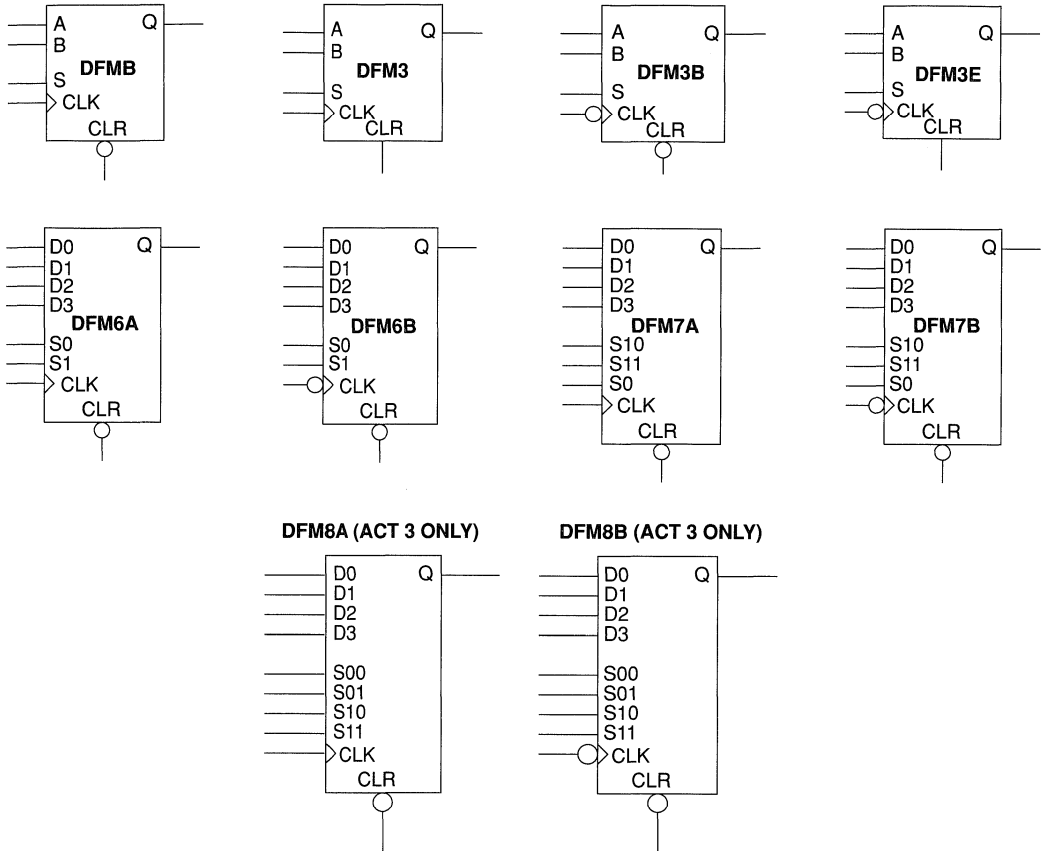 A Q
B
DFMB
S
CLK
CLR
A Q
B
DFM3
S
CLK
CLR
A Q
B
DFM3B
S
CLK
CLR
A Q
B
DFM3E
S
CLK
CLR
D0 Q
D1
D2
D3
DFM6A
S0
S1
CLK
CLR
D0 Q
D1
D2
D3
DFM6B
S0
S1
CLK
CLR
D0 Q
D1
D2
D3
DFM7A
S10
S11
S0
CLK
CLR
D0 Q
D1
D2
D3
DFM7B
S10
S11
S0
CLK
CLR
DFM8A (ACT 3 ONLY)
D0 Q
D1
D2
D3
S00
S01
S10
S11
CLK
CLR
DFM8B (ACT 3 ONLY)
D0 Q
D1
D2
D3
S00
S01
S10
S11
CLK
CLR